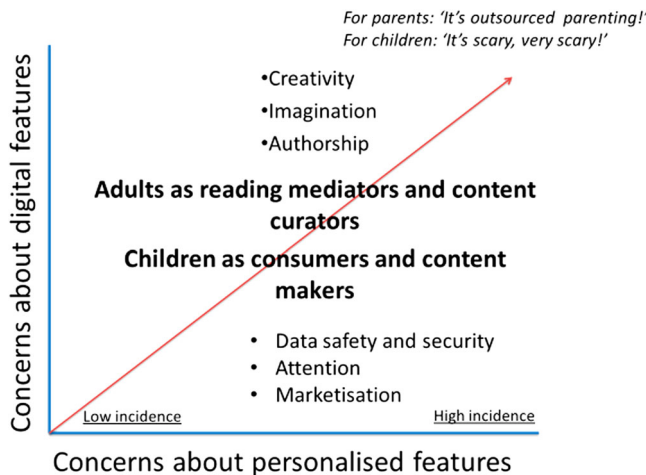 For parents: ‘It’s outsourced parenting!’
For children: ‘It’s scary, very scary!’
•Creativity
•Imagination
•Authorship
Adults as reading mediators and content
curators
Children as consumers and content
makers
• Data safety and security
• Attention
• Marketisation
Low incidence
High incidence
Concerns about digital features
Concerns about personalised features